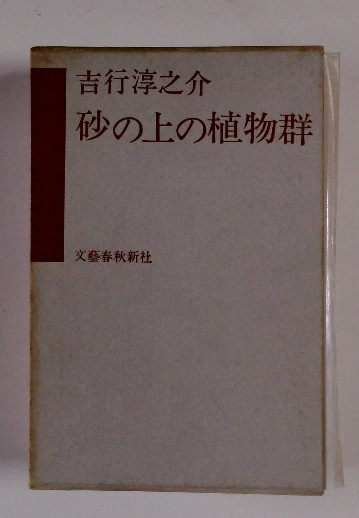 吉行淳之介
砂の上の植物群
文藝春秋新社